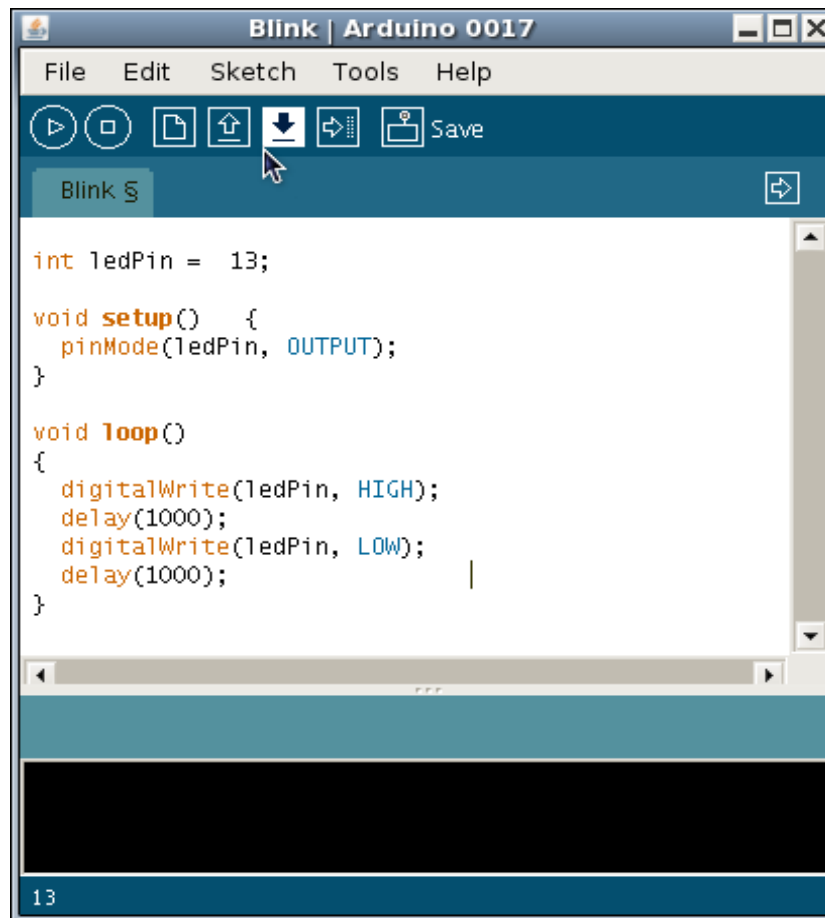 Blink | Arduino 0017
File Edit Sketch Tools Help
Save
Blink §
int ledPin =  13;
void setup()   {
  pinMode(ledPin, OUTPUT);
}
void loop()
{
  digitalWrite(ledPin, HIGH);
  delay(1000);
  digitalWrite(ledPin, LOW);
  delay(1000);
}
13